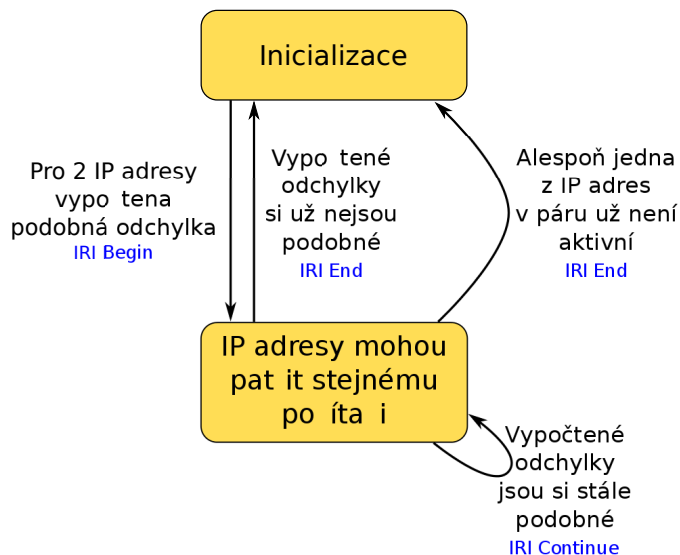 Inicializace
Pro 2 IP adresy
vypo tena
podobná odchylka
IRI Begin
Vypo tené
odchylky
si už nejsou
podobné
IRI End
Alespoň jedna
z IP adres
v páru už není
aktivní
IRI End
IP adresy mohou
pat it stejnému
po íta i
Vypočtené
odchylky
jsou si stále
podobné
IRI Continue